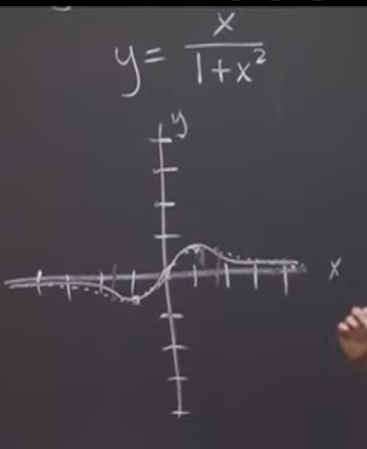 y = x/(1+x²)
y
x